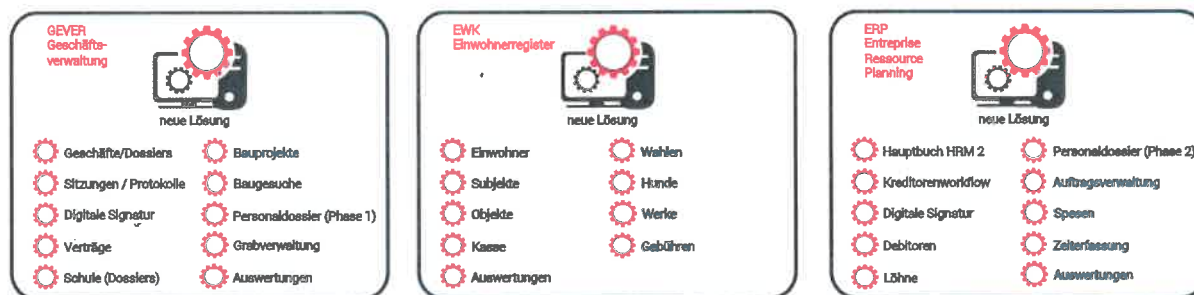 GEVER
Geschäfts-
verwaltung
neue Lösung
Geschäfte/Dossiers
Sitzungen / Protokolle
Digitale Signatur
Verträge
Schule (Dossiers)
Bauprojekte
Baugesuche
Personaldossier (Phase 1)
Grabverwaltung
Auswertungen
EWK
Einwohnerregister
neue Lösung
Einwohner
Subjekte
Objekte
Kasse
Auswertungen
Wahlen
Hunde
Werke
Gebühren
ERP
Entreprise
Ressource
Planning
neue Lösung
Hauptbuch HRM 2
Kreditorenworkflow
Digitale Signatur
Debitoren
Löhne
Personaldossier (Phase 2)
Auftragsverwaltung
Spesen
Zeiterfassung
Auswertungen